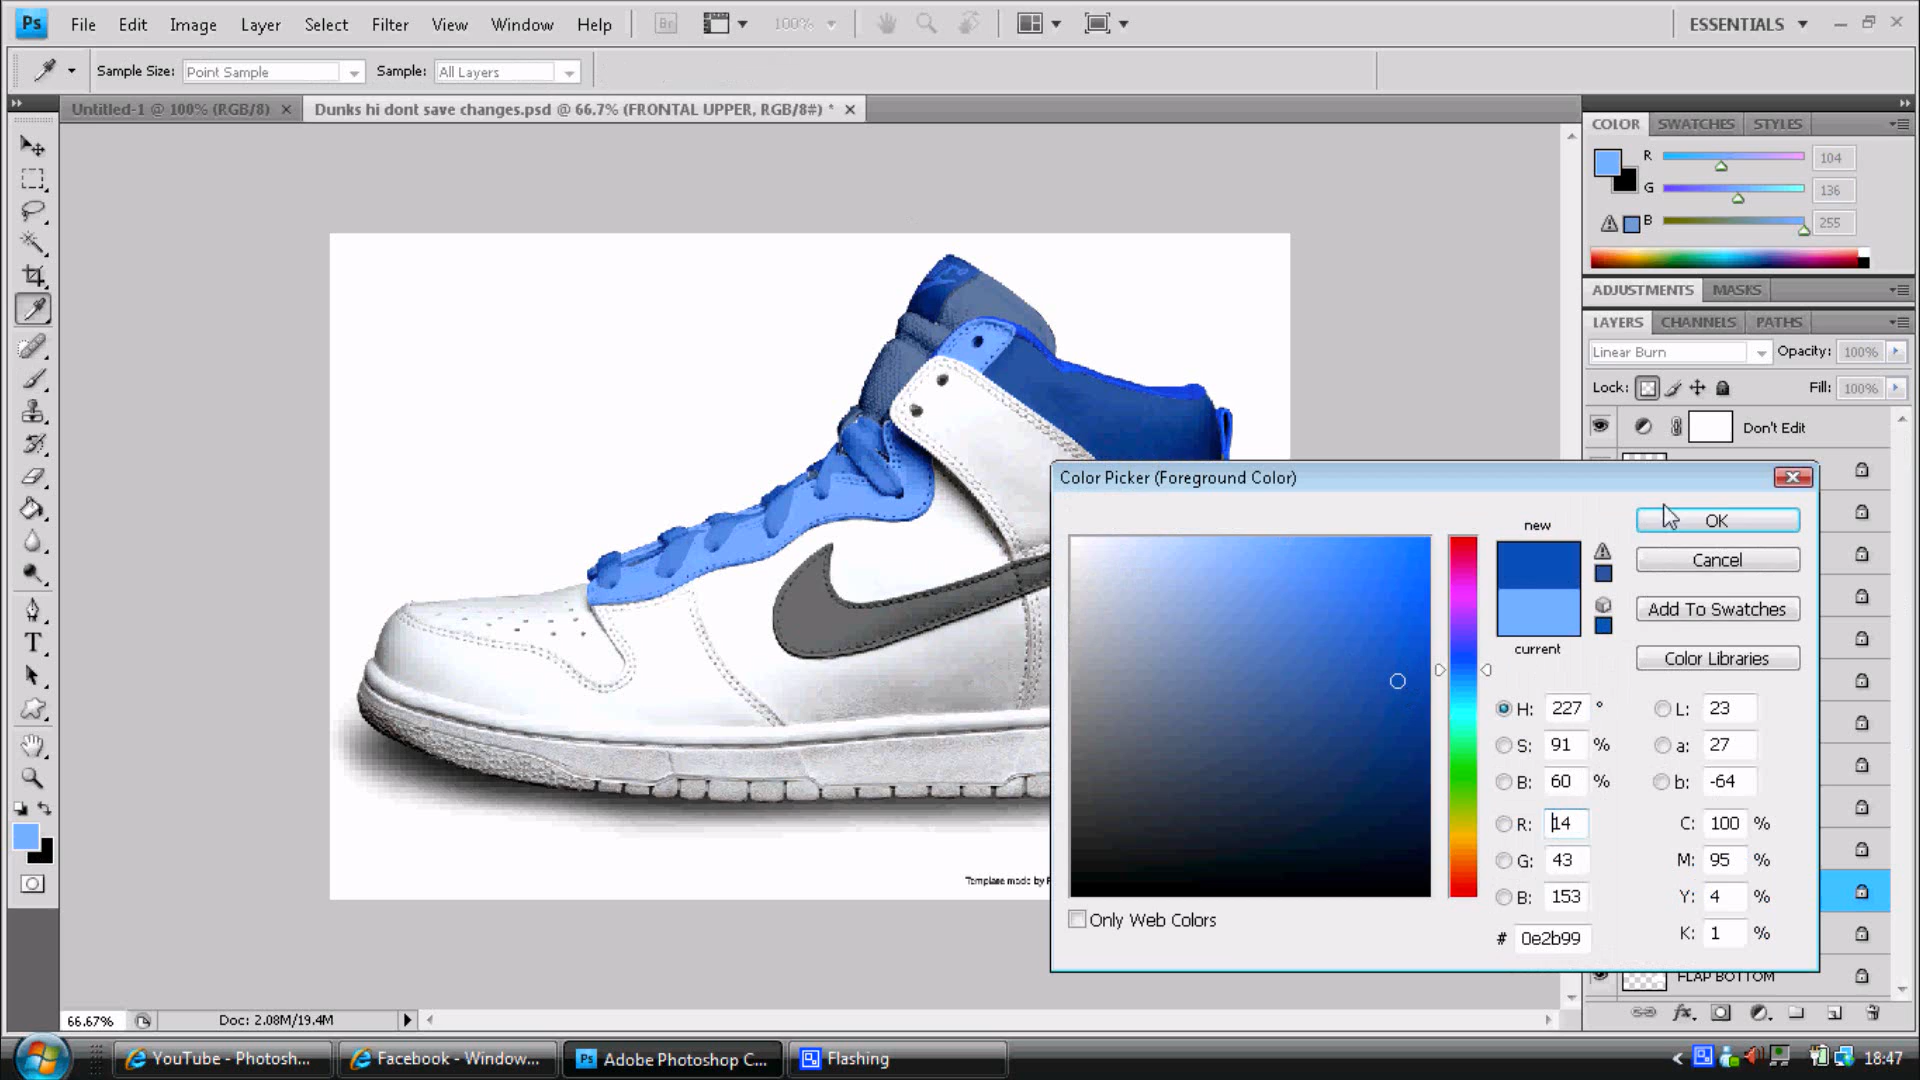 Ps File Edit Image Layer Select Filter View Window Help Br 100% ESSENTIALS
Sample Size: Point Sample Sample: All Layers
Untitled-1 @ 100% (RGB/8) Dunks hi dont save changes.psd @ 66.7% (FRONTAL UPPER, RGB/8#) *
COLOR SWATCHES STYLES
R 104
G 136
B 255
ADJUSTMENTS MASKS
LAYERS CHANNELS PATHS
Linear Burn Opacity: 100%
Lock: Fill: 100%
Don't Edit
Color Picker (Foreground Color)
new
OK
Cancel
Add To Swatches
current
Color Libraries
H: 227 ° L: 23
S: 91 % a: 27
B: 60 % b: -64
R: 14 C: 100 %
G: 43 M: 95 %
B: 153 Y: 4 %
# 0e2b99 K: 1 %
Only Web Colors
Template made by
FLAP BOTTOM
66.67% Doc: 2.08M/19.4M
YouTube - Photosh... Facebook - Window... Ps Adobe Photoshop C... Flashing 18:47